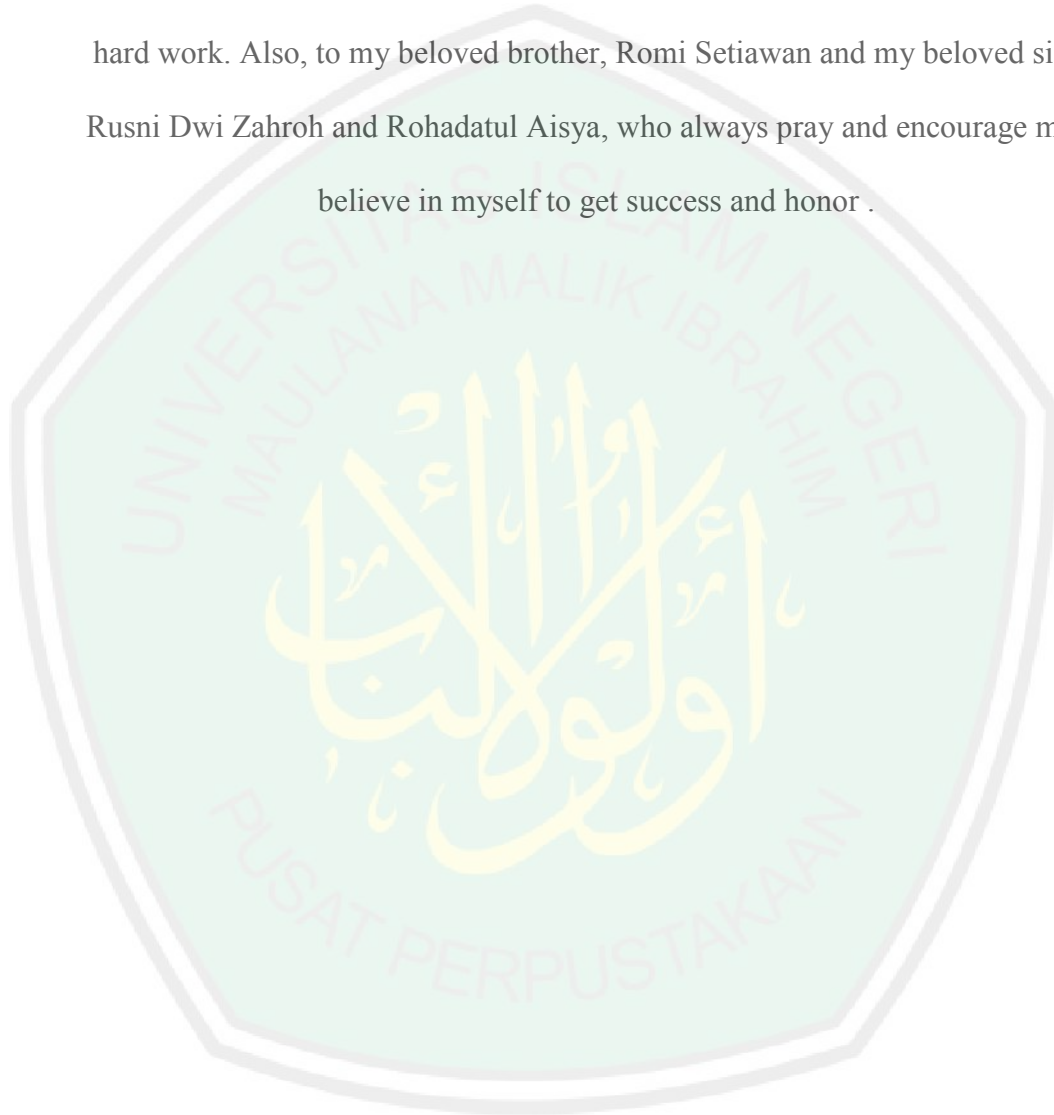 hard work. Also, to my beloved brother, Romi Setiawan and my beloved si
Rusni Dwi Zahroh and Rohadatul Aisya, who always pray and encourage m
believe in myself to get success and honor .
UNIVERSITAS ISLAM NEGERI
MAULANA MALIK IBRAHIM
أولو الألباب
PUSAT PERPUSTAKAAN